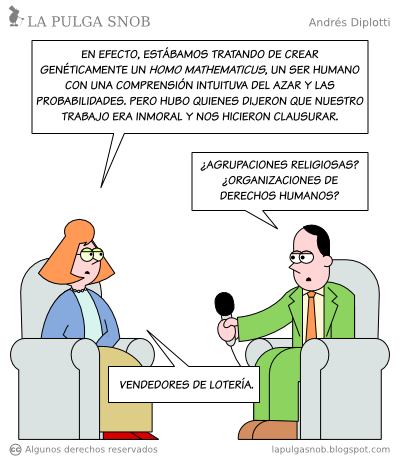 LA PULGA SNOB
Andrés Diplotti
EN EFECTO, ESTÁBAMOS TRATANDO DE CREAR
GENÉTICAMENTE UN HOMO MATHEMATICUS, UN SER HUMANO
CON UNA COMPRENSIÓN INTUITUVA DEL AZAR Y LAS
PROBABILIDADES. PERO HUBO QUIENES DIJERON QUE NUESTRO
TRABAJO ERA INMORAL Y NOS HICIERON CLAUSURAR.
¿AGRUPACIONES RELIGIOSAS?
¿ORGANIZACIONES DE
DERECHOS HUMANOS?
VENDEDORES DE LOTERÍA.
cc Algunos derechos reservados
lapulgasnob.blogspot.com